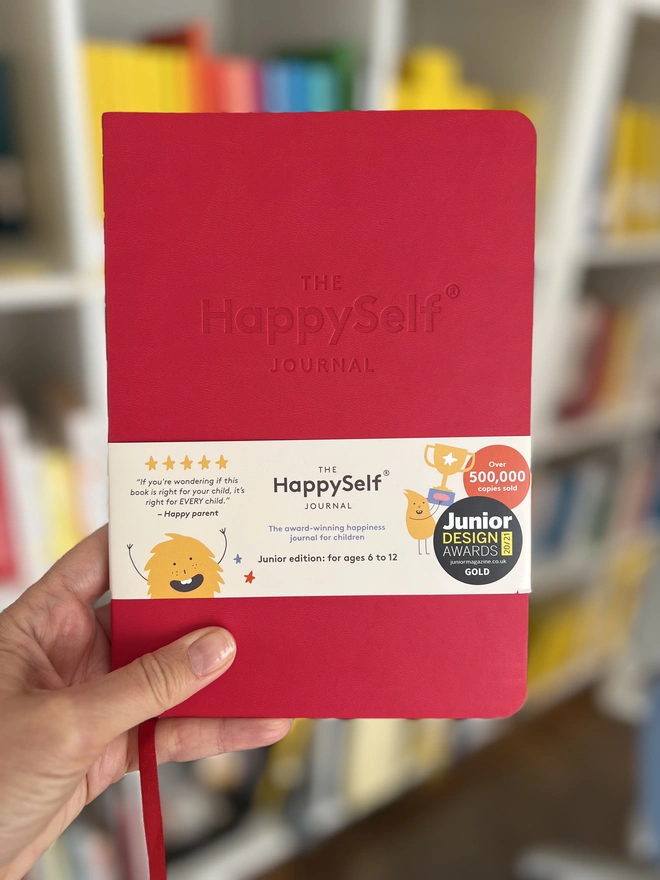 THE
HappySelf®
JOURNAL
“If you're wondering if this
book is right for your child, it's
right for EVERY child.”
– Happy parent
THE
HappySelf®
JOURNAL
The award-winning happiness
journal for children
Junior edition: for ages 6 to 12
Over
500,000
copies sold
Junior
DESIGN
AWARDS
20/21
juniormagazine.co.uk
GOLD